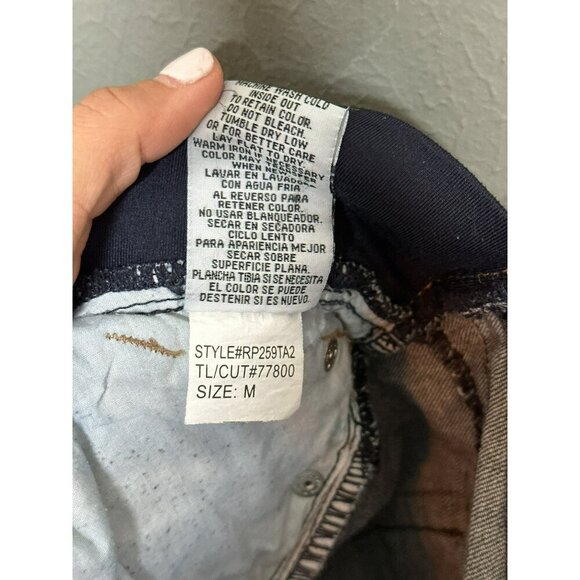 MACHINE WASH COLD
INSIDE OUT
TO RETAIN COLOR.
DO NOT BLEACH.
TUMBLE DRY LOW
OR FOR BETTER CARE
LAY FLAT TO DRY.
WARM IRON IF NECESSARY
COLOR MAY TRANSFER
WHEN NEW.
LAVAR EN LAVADORA
CON AGUA FRIA
AL REVERSO PARA
RETENER COLOR.
NO USAR BLANQUEADOR.
SECAR EN SECADORA
CICLO LENTO
PARA APARIENCIA MEJOR
SECAR SOBRE
SUPERFICIE PLANA.
PLANCHA TIBIA SI SE NECESITA
EL COLOR SE PUEDE
DESTENIR SI ES NUEVO.
STYLE#RP259TA2
TL/CUT#77800
SIZE: M